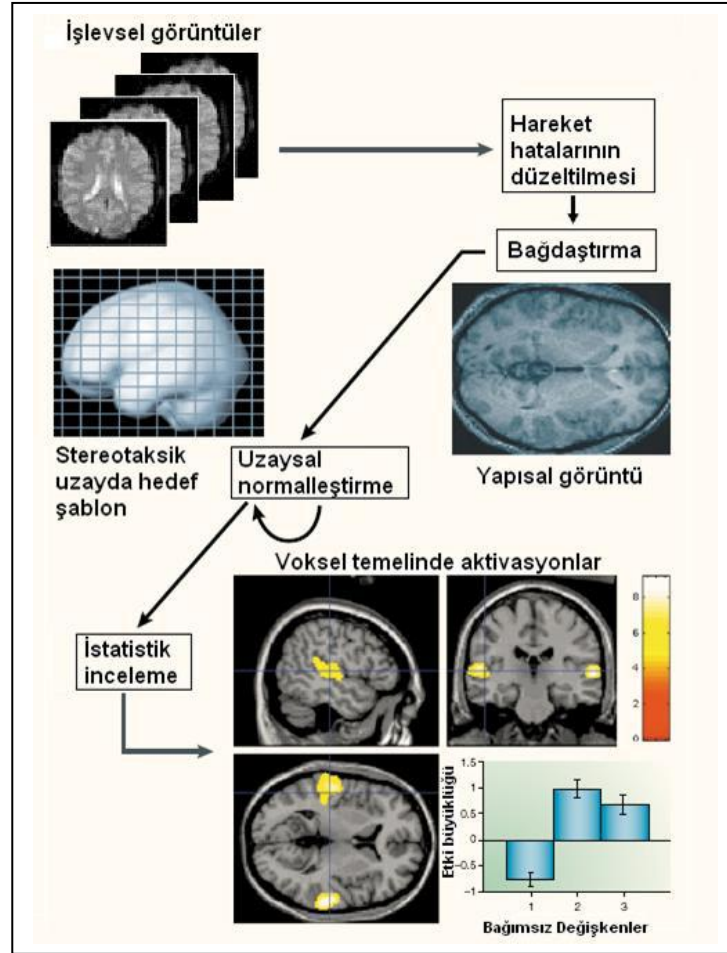 İşlevsel görüntüler
Hareket
hatalarının
düzeltilmesi
Bağdaştırma
Stereotaksik
uzayda hedef
şablon
Uzaysal
normalleştirme
Yapısal görüntü
Voksel temelinde aktivasyonlar
İstatistik
inceleme
8
6
4
2
0
Etki büyüklüğü
1.5
1
0.5
0
-0.5
-1
1 2 3
Bağımsız Değişkenler